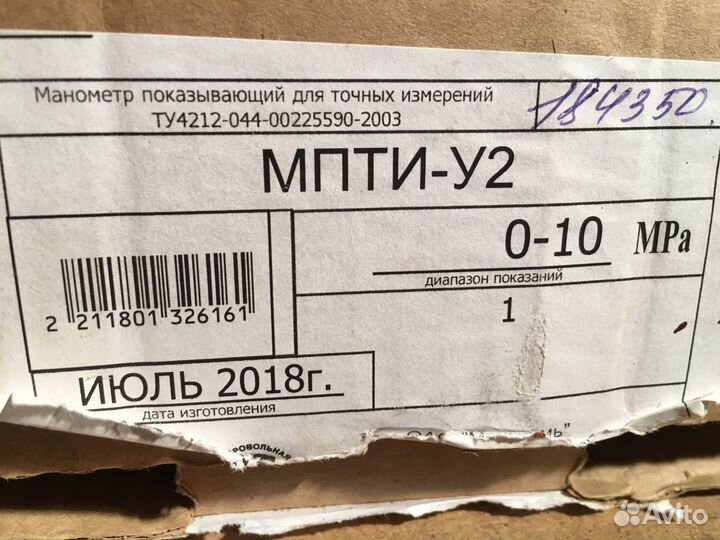 Манометр показывающий для точных измерений
ТУ4212-044-00225590-2003
184350
МПТИ-У2
0-10 MPa
диапазон показаний
1
2 211801 326161
ИЮЛЬ 2018г.
дата изготовления
РОВОЛЬНАЯ
Avito